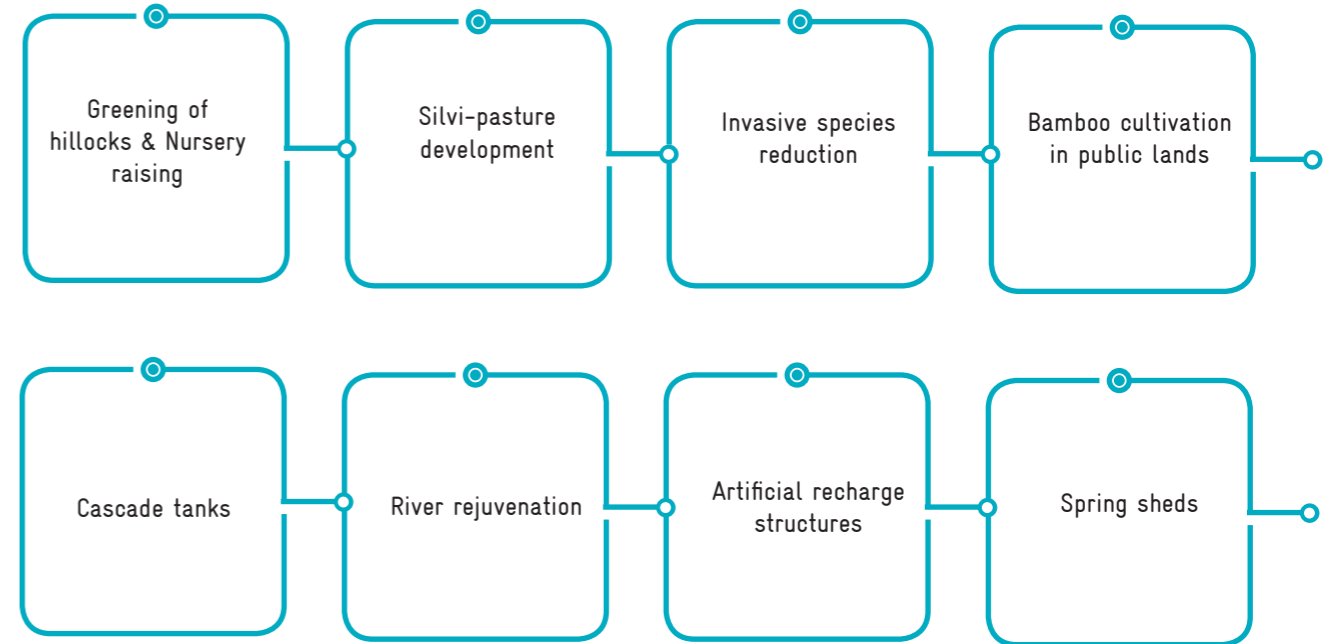 Greening of
hillocks & Nursery
raising
Silvi-pasture
development
Invasive species
reduction
Bamboo cultivation
in public lands
Cascade tanks
River rejuvenation
Artificial recharge
structures
Spring sheds